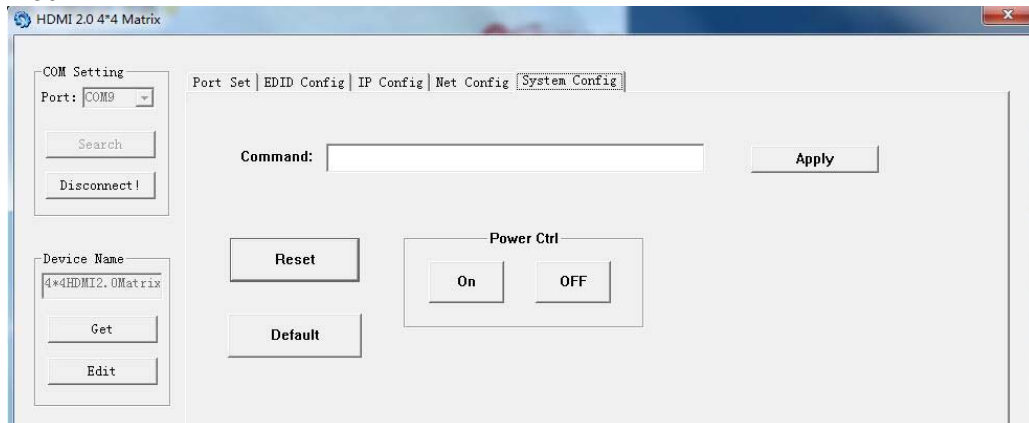 HDMI 2.0 4*4 Matrix
COM Setting
Port: COM9
Search
Disconnect!
Device Name
4*4HDMI2.0Matrix
Get
Edit
Port Set EDID Config IP Config Net Config System Config
Command:
Apply
Reset
Default
Power Ctrl
On OFF